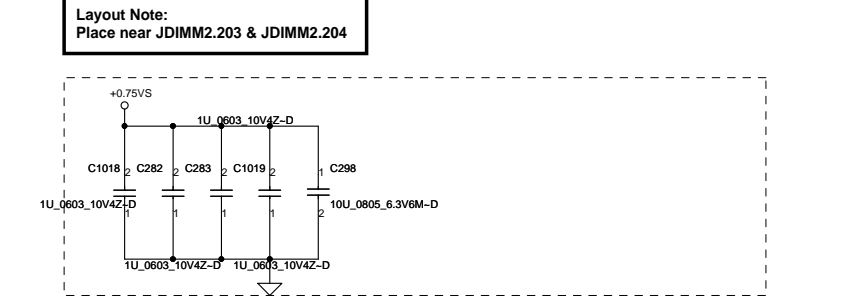 Layout Note:
Place near JDIMM2.203 & JDIMM2.204
+0.75VS
1U_0603_10V4Z~D
C1018 2 C282 2 C283 2 C1019 2 1 C298
1U_0603_10V4Z~D 10U_0805_6.3V6M~D
1 1 1 1 2
1U_0603_10V4Z~D 1U_0603_10V4Z~D